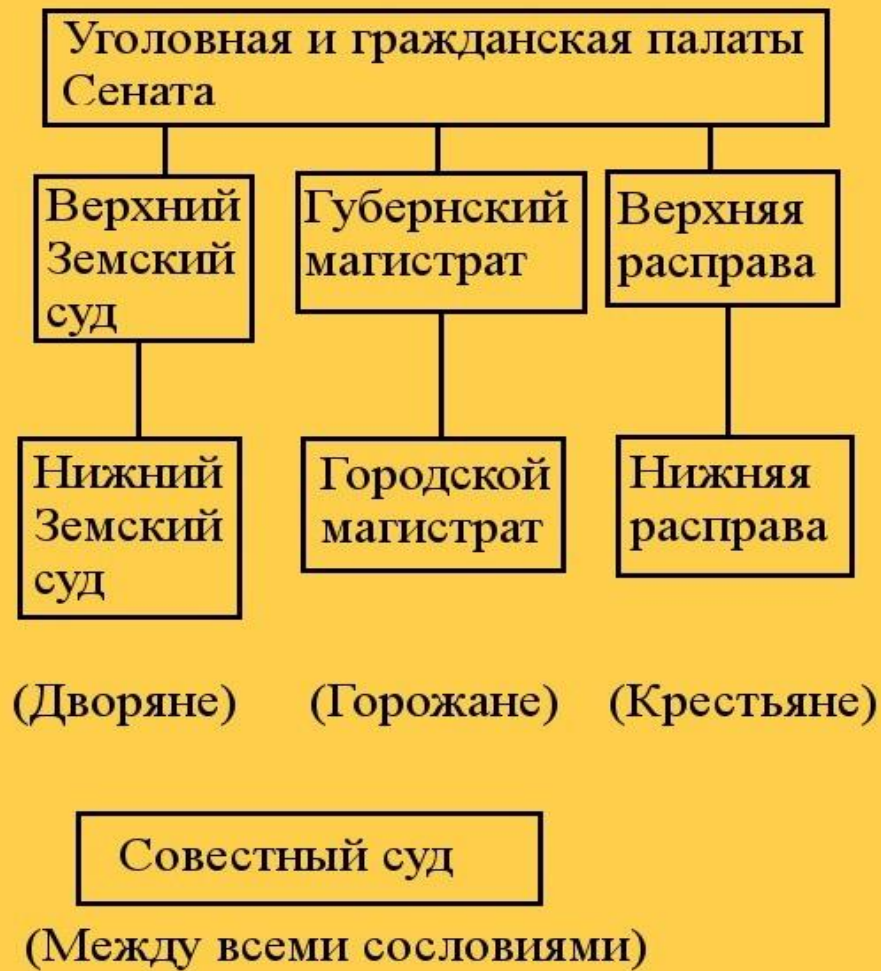 Уголовная и гражданская палаты
Сената
Верхний
Земский
суд
Губернский
магистрат
Верхняя
расправа
Нижний
Земский
суд
Городской
магистрат
Нижняя
расправа
(Дворяне)
(Горожане)
(Крестьяне)
Совестный суд
(Между всеми сословиями)